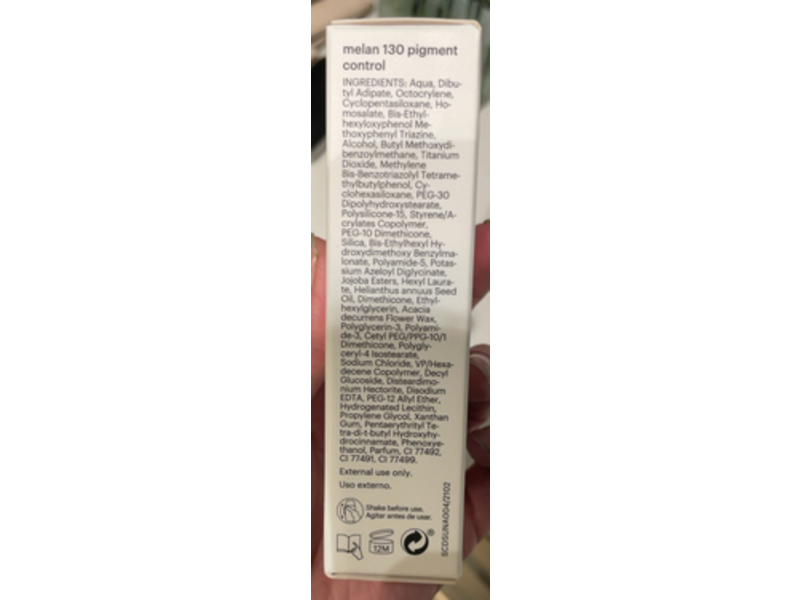 melan 130 pigment
control
INGREDIENTS: Aqua, Dibu-
tyl Adipate, Octocrylene,
Cyclopentasiloxane, Ho-
mosalate, Bis-Ethyl-
hexyloxyphenol Me-
thoxyphenyl Triazine,
Alcohol, Butyl Methoxydi-
benzoylmethane, Titanium
Dioxide, Methylene
Bis-Benzotriazolyl Tetrame-
thylbutylphenol, Cy-
clohexasiloxane, PEG-30
Dipolyhydroxystearate,
Polysilicone-15, Styrene/A-
crylates Copolymer,
PEG-10 Dimethicone,
Silica, Bis-Ethylhexyl Hy-
droxydimethoxy Benzylma-
lonate, Polyamide-5, Potas-
sium Azeloyl Diglycinate,
Jojoba Esters, Hexyl Laura-
te, Helianthus annuus Seed
Oil, Dimethicone, Ethyl-
hexylglycerin, Acacia
decurrens Flower Wax,
Polyglycerin-3, Polyami-
de-3, Cetyl PEG/PPG-10/1
Dimethicone, Polygly-
ceryl-4 Isostearate,
Sodium Chloride, VP/Hexa-
decene Copolymer, Decyl
Glucoside, Disteardimo-
nium Hectorite, Disodium
EDTA, PEG-12 Allyl Ether,
Hydrogenated Lecithin,
Propylene Glycol, Xanthan
Gum, Pentaerythrityl Te-
tra-di-t-butyl Hydroxyhy-
drocinnamate, Phenoxye-
thanol, Parfum, CI 77492,
CI 77491, CI 77499.
External use only.
Uso externo.
Shake before use.
Agitar antes de usar.
12M
SCDSUNA004/2102